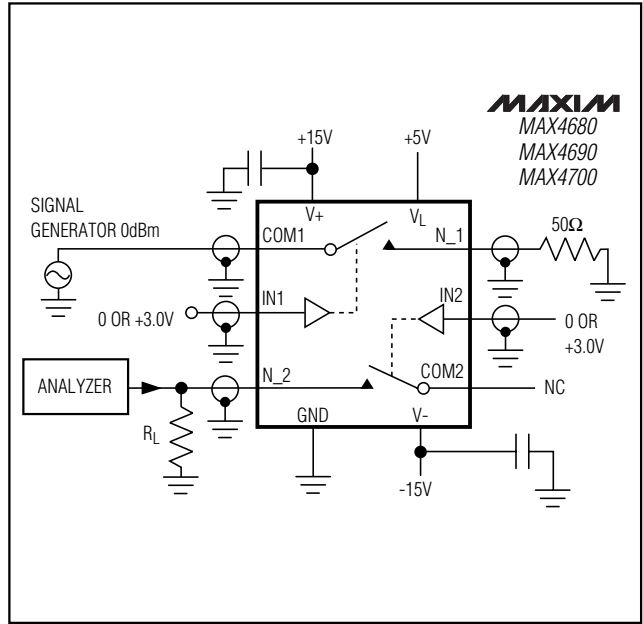 MAXIM
MAX4680
MAX4690
MAX4700
+15V
+5V
SIGNAL
GENERATOR 0dBm
V+
VL
COM1
N_1
50Ω
IN1
IN2
0 OR +3.0V
0 OR
+3.0V
ANALYZER
N_2
COM2
NC
RL
GND
V-
-15V